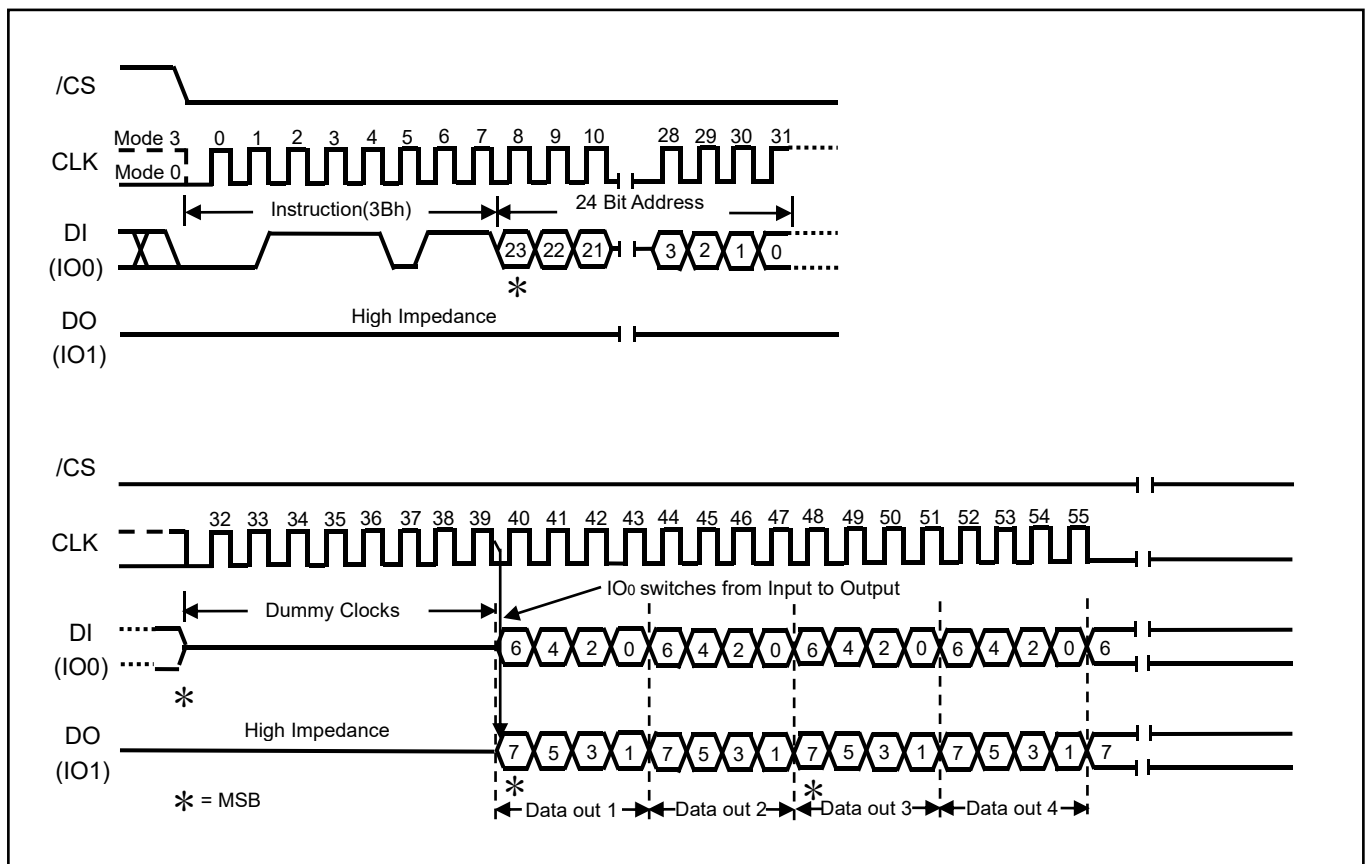 /CS
Mode 3 0 1 2 3 4 5 6 7 8 9 10 28 29 30 31
CLK
Mode 0
Instruction(3Bh) 24 Bit Address
DI
(IO0)
23 22 21 3 2 1 0
*
DO
(IO1)
High Impedance
/CS
32 33 34 35 36 37 38 39 40 41 42 43 44 45 46 47 48 49 50 51 52 53 54 55
CLK
IO0 switches from Input to Output
Dummy Clocks
DI
(IO0)
6 4 2 0 6 4 2 0 6 4 2 0 6 4 2 0 6
*
High Impedance
DO
(IO1)
7 5 3 1 7 5 3 1 7 5 3 1 7 5 3 1 7
* *
* = MSB
Data out 1 Data out 2 Data out 3 Data out 4